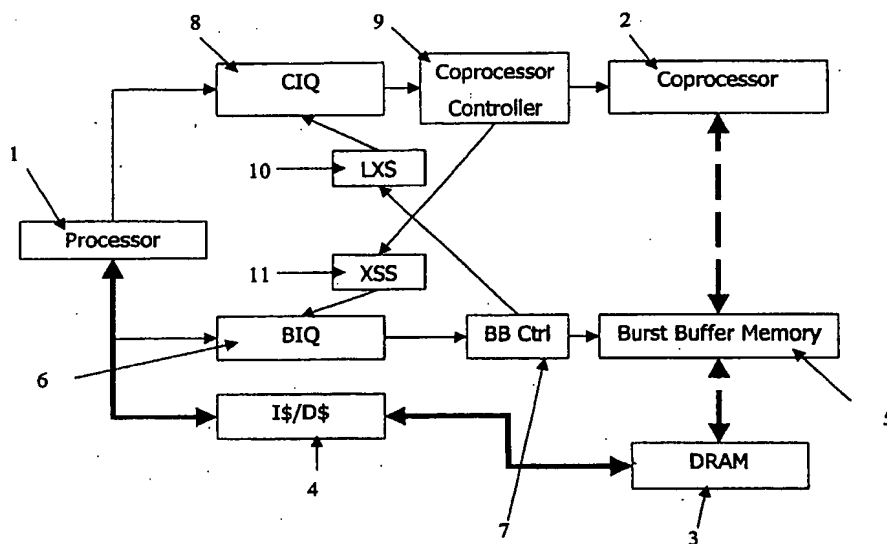 8
9
2
CIQ
Coprocessor
Controller
Coprocessor
1
10
LXS
Processor
11
XSS
BIQ
BB Ctrl
Burst Buffer Memory
6
5
I$/D$
DRAM
4
7
3